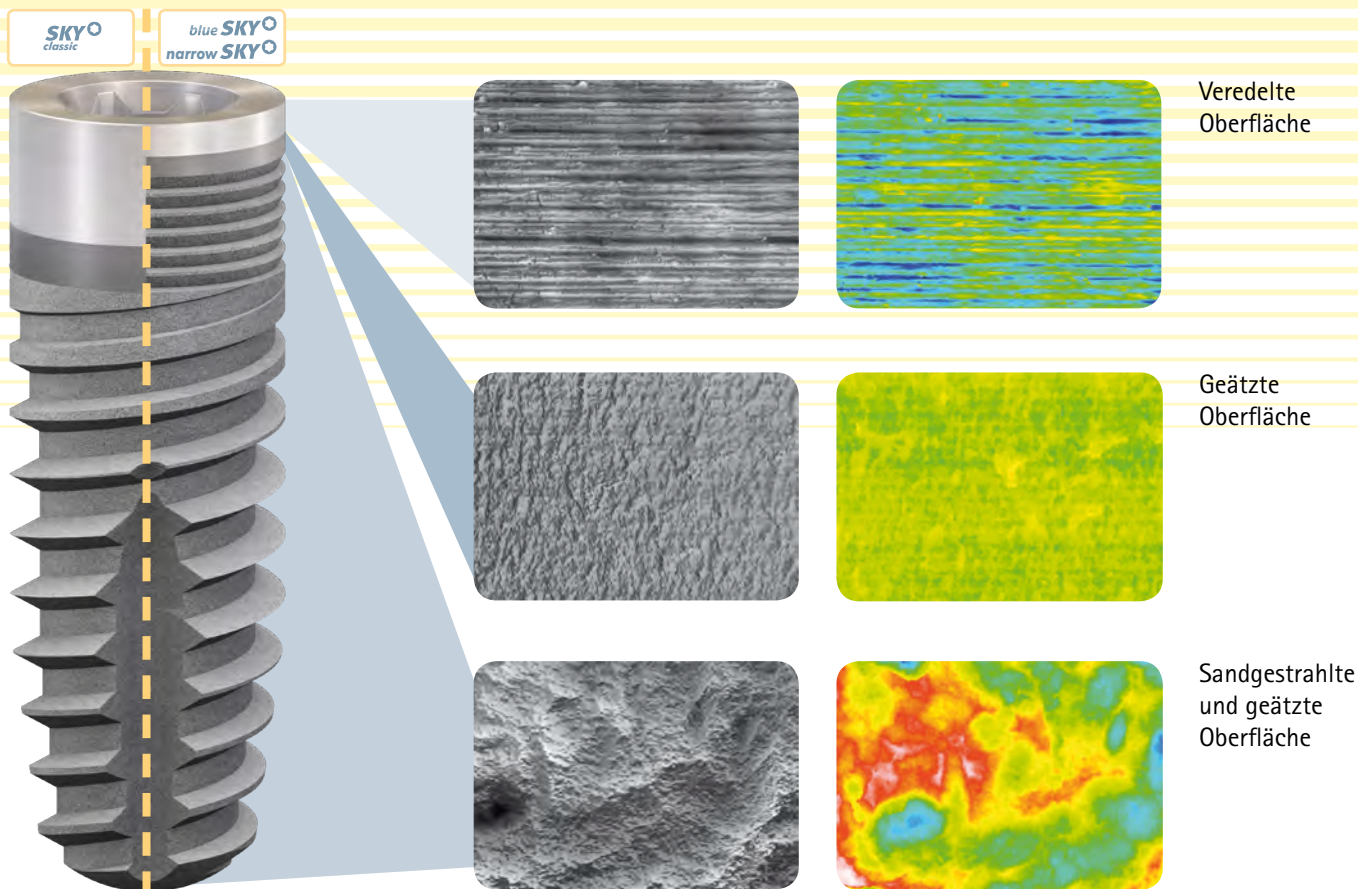 SKY
classic
blue SKY
narrow SKY
Veredelte
Oberfläche
Geätzte
Oberfläche
Sandgestrahlte
und geätzte
Oberfläche